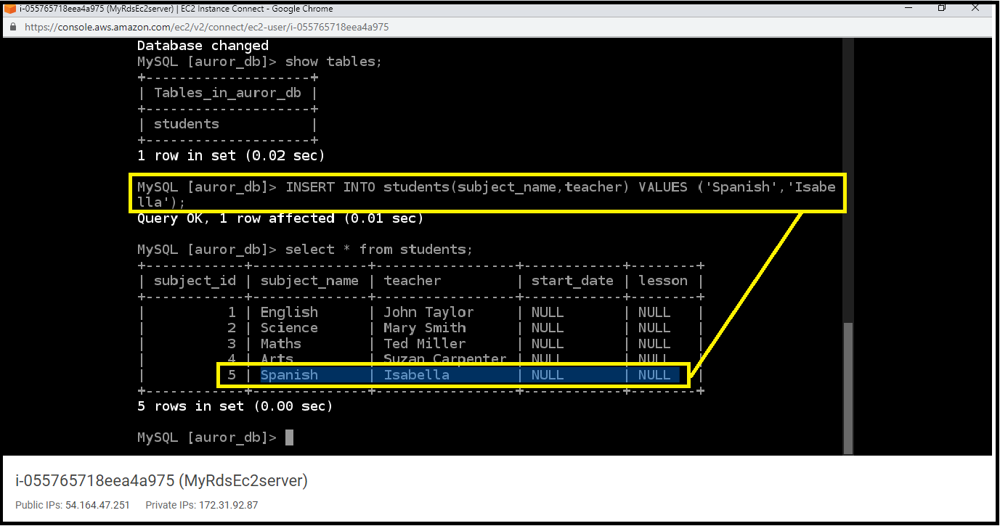 i-055765718eea4a975 (MyRdsEc2server) | EC2 Instance Connect - Google Chrome
https://console.aws.amazon.com/ec2/v2/connect/ec2-user/i-055765718eea4a975
Database changed
MySQL [auror_db]> show tables;
+--------------------+
| Tables_in_auror_db |
+--------------------+
| students           |
+--------------------+
1 row in set (0.02 sec)
MySQL [auror_db]> INSERT INTO students(subject_name,teacher) VALUES ('Spanish','Isabe
lla');
Query OK, 1 row affected (0.01 sec)
MySQL [auror_db]> select * from students;
+------------+--------------+-----------------+------------+--------+
| subject_id | subject_name | teacher         | start_date | lesson |
+------------+--------------+-----------------+------------+--------+
|          1 | English      | John Taylor     | NULL       | NULL   |
|          2 | Science      | Mary Smith      | NULL       | NULL   |
|          3 | Maths        | Ted Miller      | NULL       | NULL   |
|          4 | Arts         | Suzan Carpenter | NULL       | NULL   |
|          5 | Spanish      | Isabella        | NULL       | NULL   |
+------------+--------------+-----------------+------------+--------+
5 rows in set (0.00 sec)
MySQL [auror_db]>
i-055765718eea4a975 (MyRdsEc2server)
Public IPs: 54.164.47.251 Private IPs: 172.31.92.87